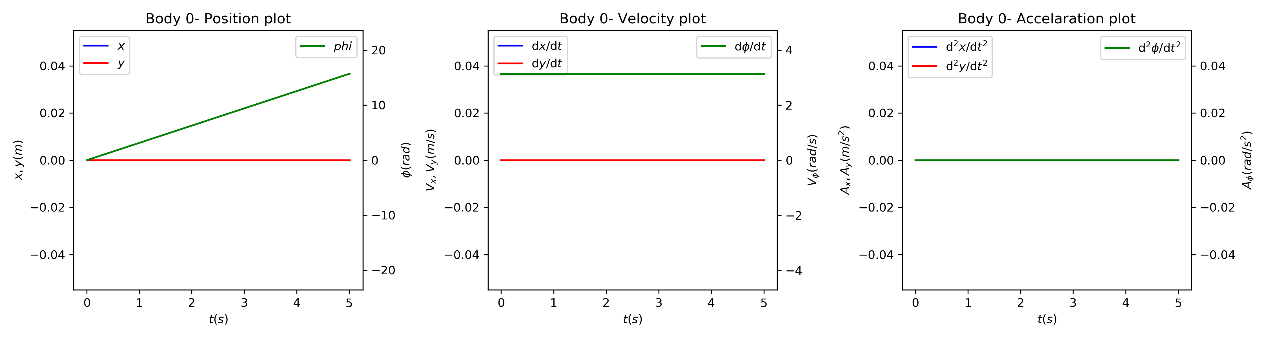 Body 0- Position plot
x
y
phi
0.04
0.02
0.00
−0.02
−0.04
x, y(m)
20
10
0
−10
−20
ϕ(rad)
0 1 2 3 4 5
t(s)
Body 0- Velocity plot
dx/dt
dy/dt
dϕ/dt
0.04
0.02
0.00
−0.02
−0.04
Vx, Vy(m/s)
4
2
0
−2
−4
Vϕ(rad/s)
0 1 2 3 4 5
t(s)
Body 0- Accelaration plot
d²x/dt²
d²y/dt²
d²ϕ/dt²
0.04
0.02
0.00
−0.02
−0.04
Ax, Ay(m/s²)
0.04
0.02
0.00
−0.02
−0.04
Aϕ(rad/s²)
0 1 2 3 4 5
t(s)